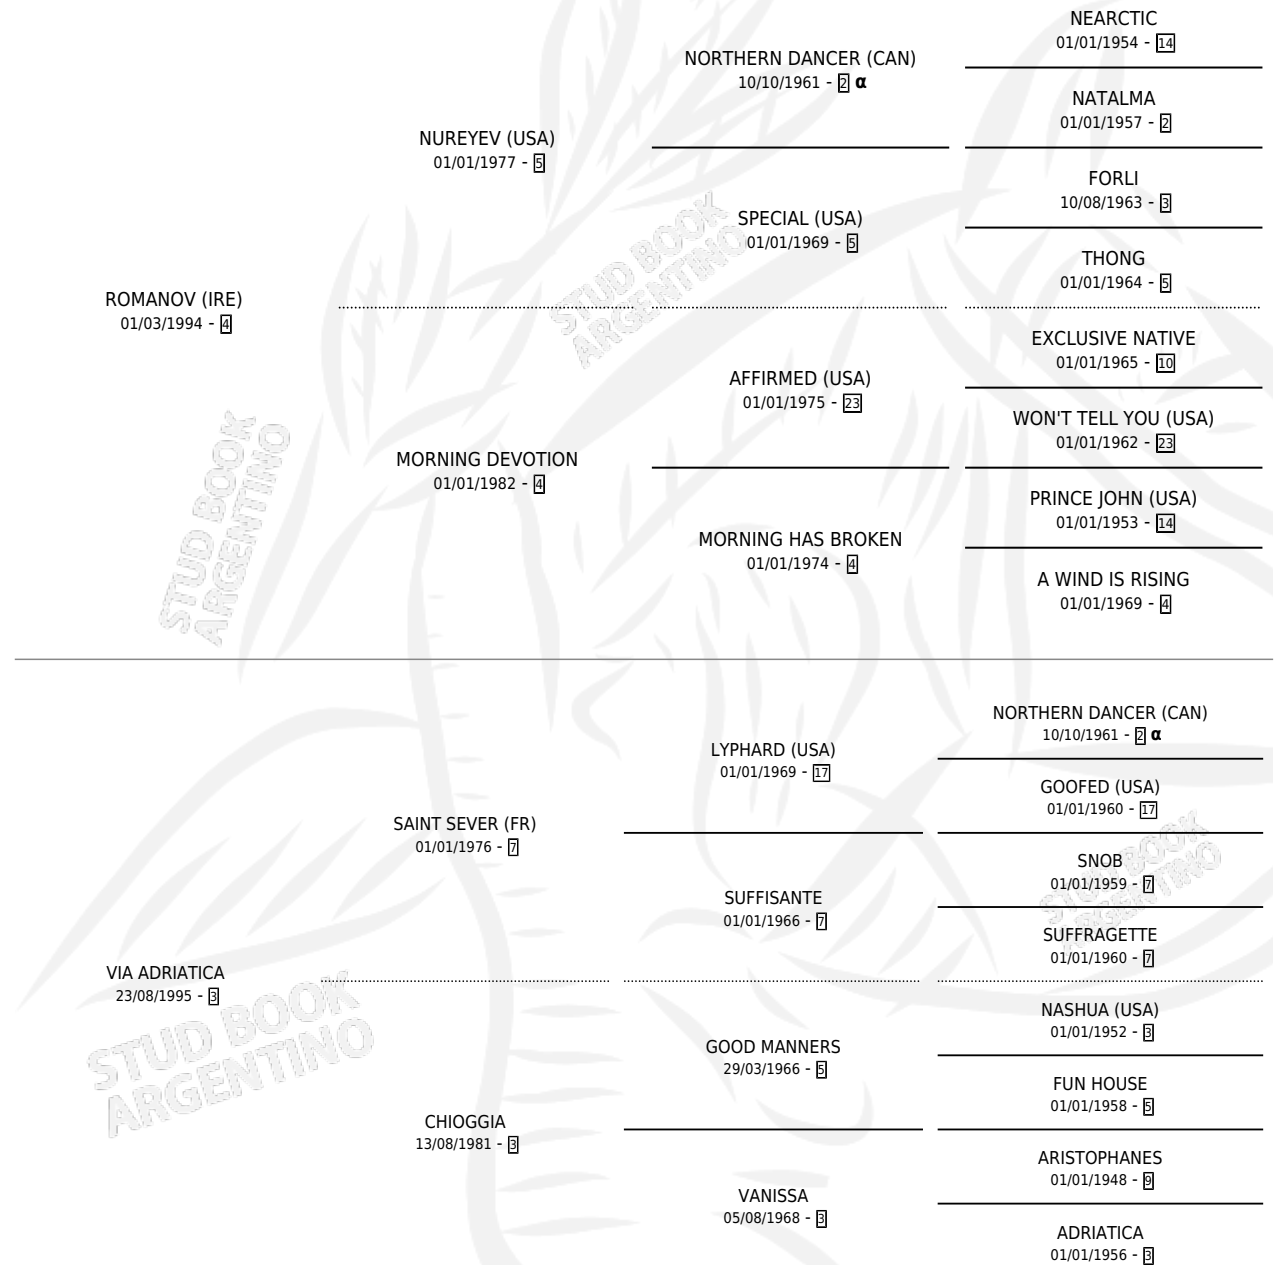 NEARCTIC
01/01/1954 - 14
NORTHERN DANCER (CAN)
10/10/1961 - 2 α
NATALMA
01/01/1957 - 2
NUREYEV (USA)
01/01/1977 - 5
FORLI
10/08/1963 - 3
SPECIAL (USA)
01/01/1969 - 5
THONG
01/01/1964 - 5
STUD BOOK
ARGENTINO
ROMANOV (IRE)
01/03/1994 - 4
EXCLUSIVE NATIVE
01/01/1965 - 10
AFFIRMED (USA)
01/01/1975 - 23
WON'T TELL YOU (USA)
01/01/1962 - 23
MORNING DEVOTION
01/01/1982 - 4
PRINCE JOHN (USA)
01/01/1953 - 14
MORNING HAS BROKEN
01/01/1974 - 4
A WIND IS RISING
01/01/1969 - 4
STUD BOOK
ARGENTINO
NORTHERN DANCER (CAN)
10/10/1961 - 2 α
LYPHARD (USA)
01/01/1969 - 17
GOOFED (USA)
01/01/1960 - 17
SAINT SEVER (FR)
01/01/1976 - 7
SNOB
01/01/1959 - 7
SUFFISANTE
01/01/1966 - 7
SUFFRAGETTE
01/01/1960 - 7
STUD BOOK
ARGENTINO
VIA ADRIATICA
23/08/1995 - 3
NASHUA (USA)
01/01/1952 - 3
GOOD MANNERS
29/03/1966 - 5
FUN HOUSE
01/01/1958 - 5
STUD BOOK
ARGENTINO
CHIOGGIA
13/08/1981 - 3
ARISTOPHANES
01/01/1948 - 9
VANISSA
05/08/1968 - 3
ADRIATICA
01/01/1956 - 3